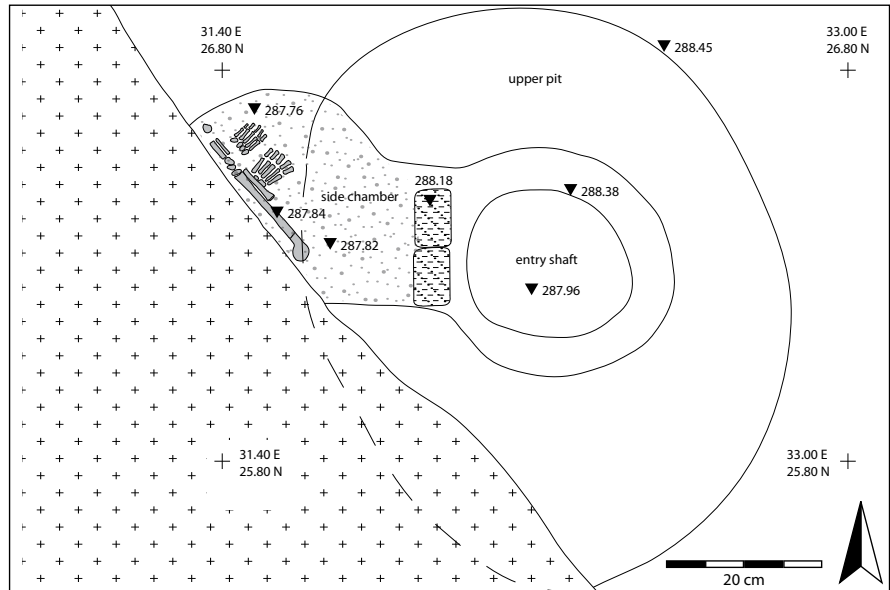 31.40 E
26.80 N
33.00 E
26.80 N
288.45
upper pit
287.76
288.18
side chamber
288.38
287.84
287.82
entry shaft
287.96
31.40 E
25.80 N
33.00 E
25.80 N
20 cm